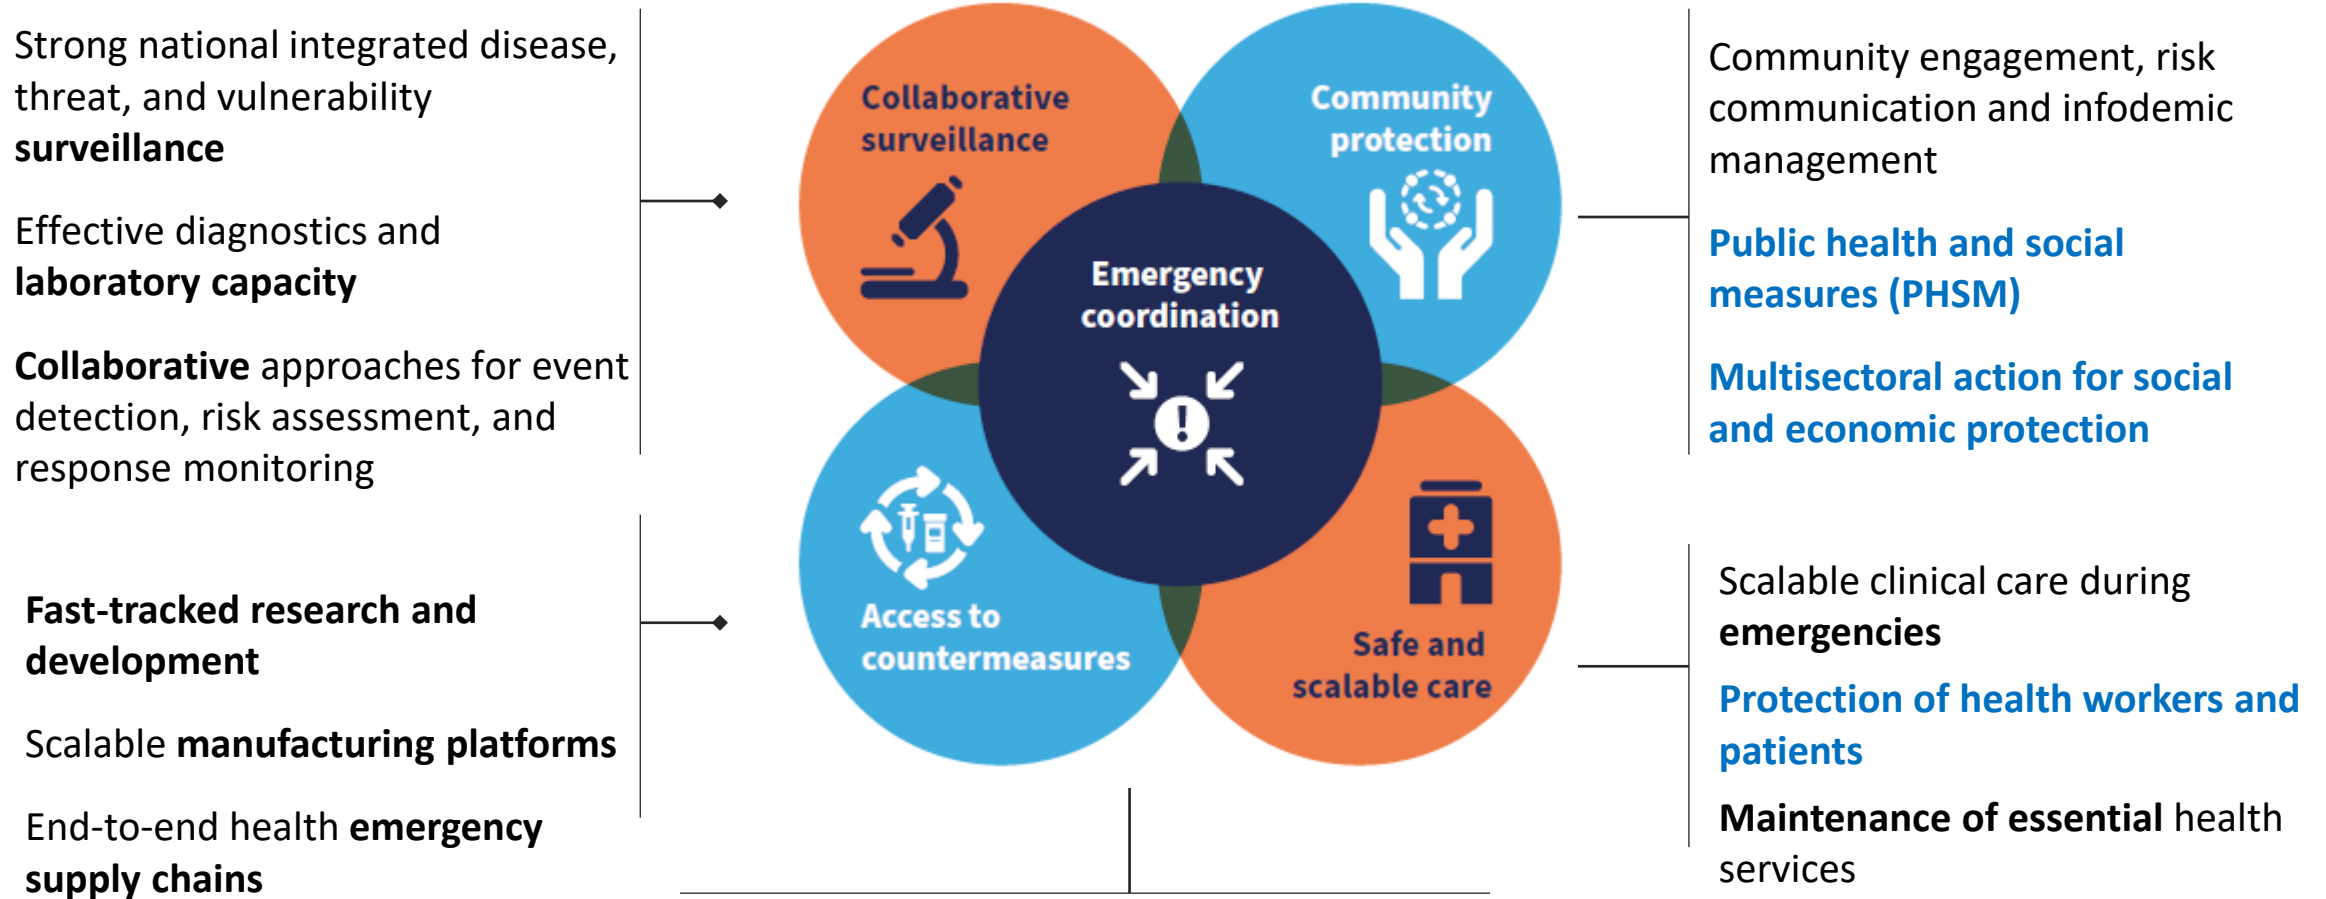 Strong national integrated disease,
threat, and vulnerability
surveillance
Effective diagnostics and
laboratory capacity
Collaborative approaches for event
detection, risk assessment, and
response monitoring
Fast-tracked research and
development
Scalable manufacturing platforms
End-to-end health emergency
supply chains
Collaborative
surveillance
Community
protection
Emergency
coordination
!
Access to
countermeasures
Safe and
scalable care
Community engagement, risk
communication and infodemic
management
Public health and social
measures (PHSM)
Multisectoral action for social
and economic protection
Scalable clinical care during
emergencies
Protection of health workers and
patients
Maintenance of essential health
services